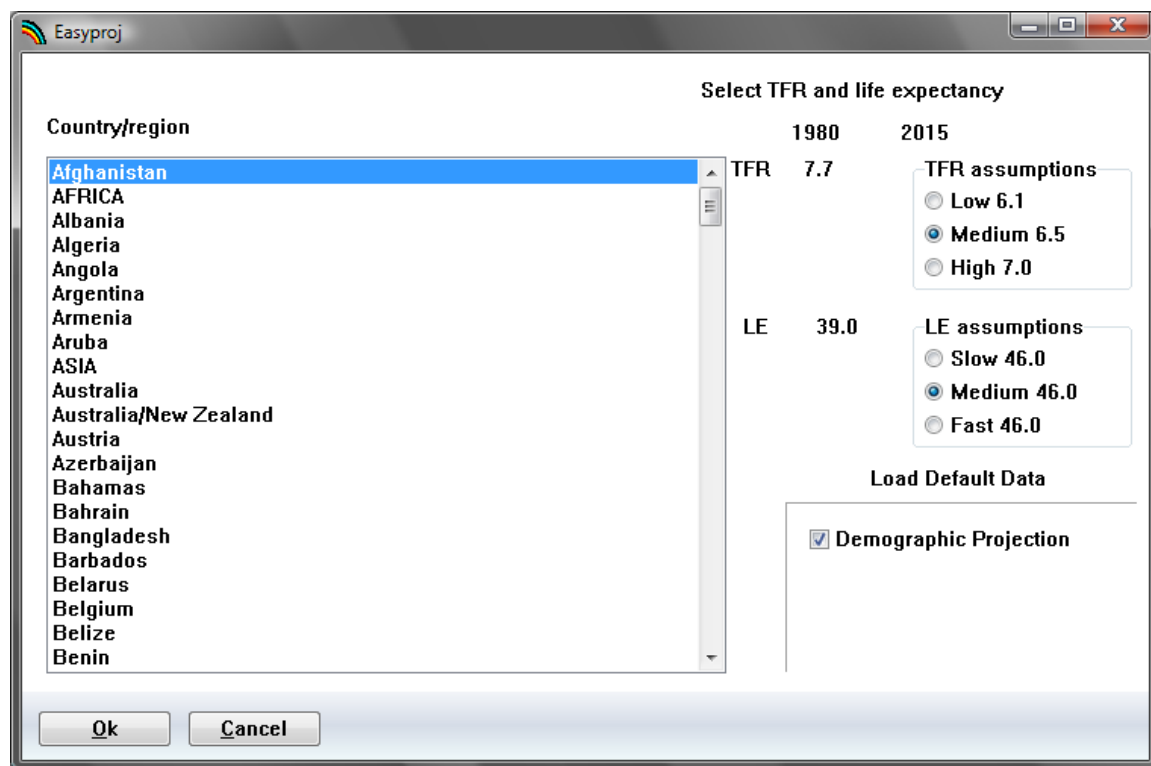 Easyproj
Select TFR and life expectancy
Country/region
1980 2015
Afghanistan
AFRICA
Albania
Algeria
Angola
Argentina
Armenia
Aruba
ASIA
Australia
Australia/New Zealand
Austria
Azerbaijan
Bahamas
Bahrain
Bangladesh
Barbados
Belarus
Belgium
Belize
Benin
TFR 7.7
TFR assumptions
Low 6.1
Medium 6.5
High 7.0
LE 39.0
LE assumptions
Slow 46.0
Medium 46.0
Fast 46.0
Load Default Data
Demographic Projection
Ok Cancel